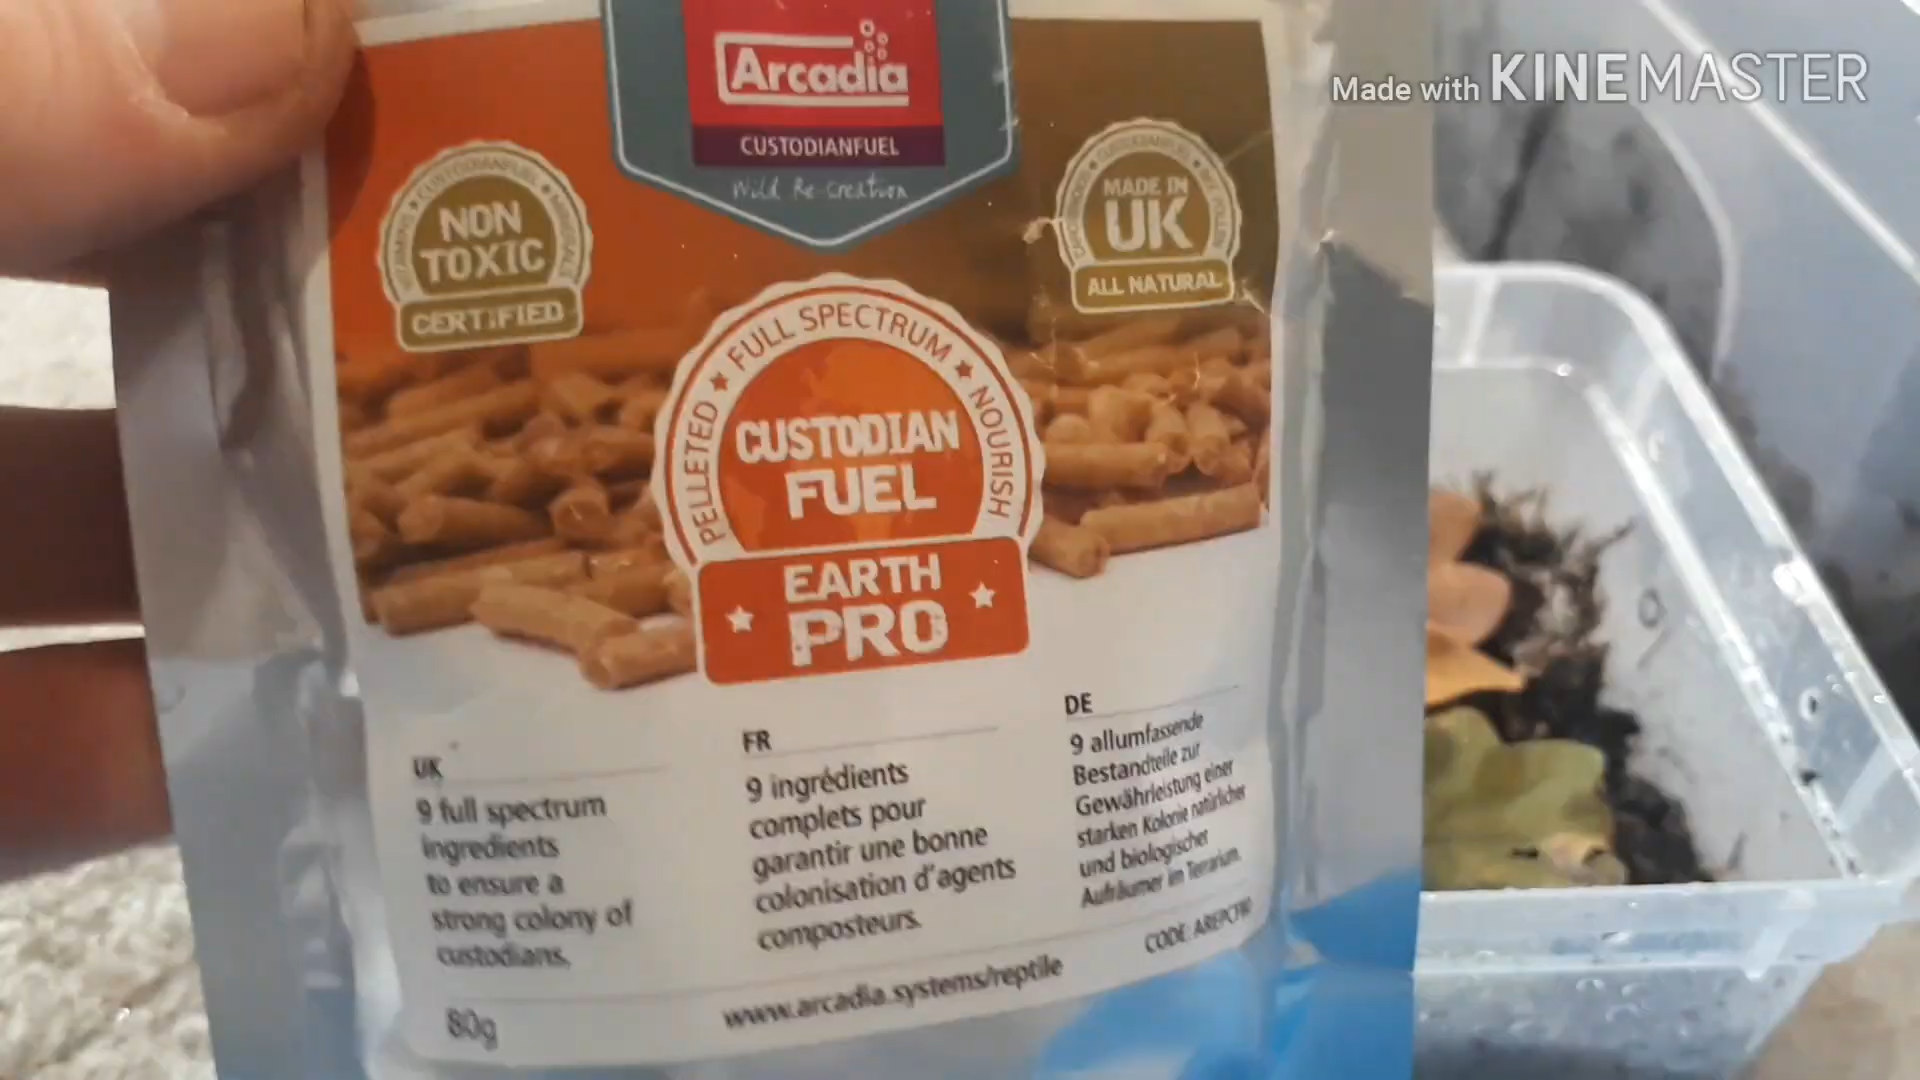 Made with KINEMASTER
Arcadia
CUSTODIANFUEL
Wild Re-creation
NON
TOXIC
CERTIFIED
MADE IN
UK
ALL NATURAL
PELLETED ★ FULL SPECTRUM ★ NOURISH
CUSTODIAN
FUEL
EARTH
PRO
UK
9 full spectrum
ingredients
to ensure a
strong colony of
custodians.
FR
9 ingrédients
complets pour
garantir une bonne
colonisation d'agents
composteurs.
DE
9 allumfassende
Bestandteile zur
Gewährleistung einer
starken Kolonie natürlicher
und biologischer
Aufräumer im Terrarium.
80g
www.arcadia.systems/reptile
CODE: